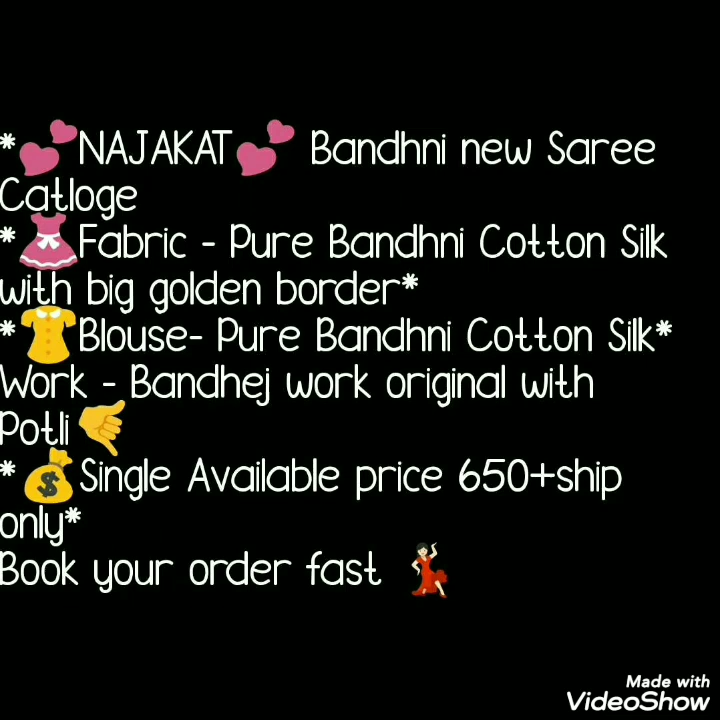 *💕NAJAKAT💕 Bandhni new Saree
Catloge
*👗Fabric - Pure Bandhni Cotton Silk
with big golden border*
*👚Blouse- Pure Bandhni Cotton Silk*
Work - Bandhej work original with
Potli🤙
*💰Single Available price 650+ship
only*
Book your order fast 💃
Made with
VideoShow